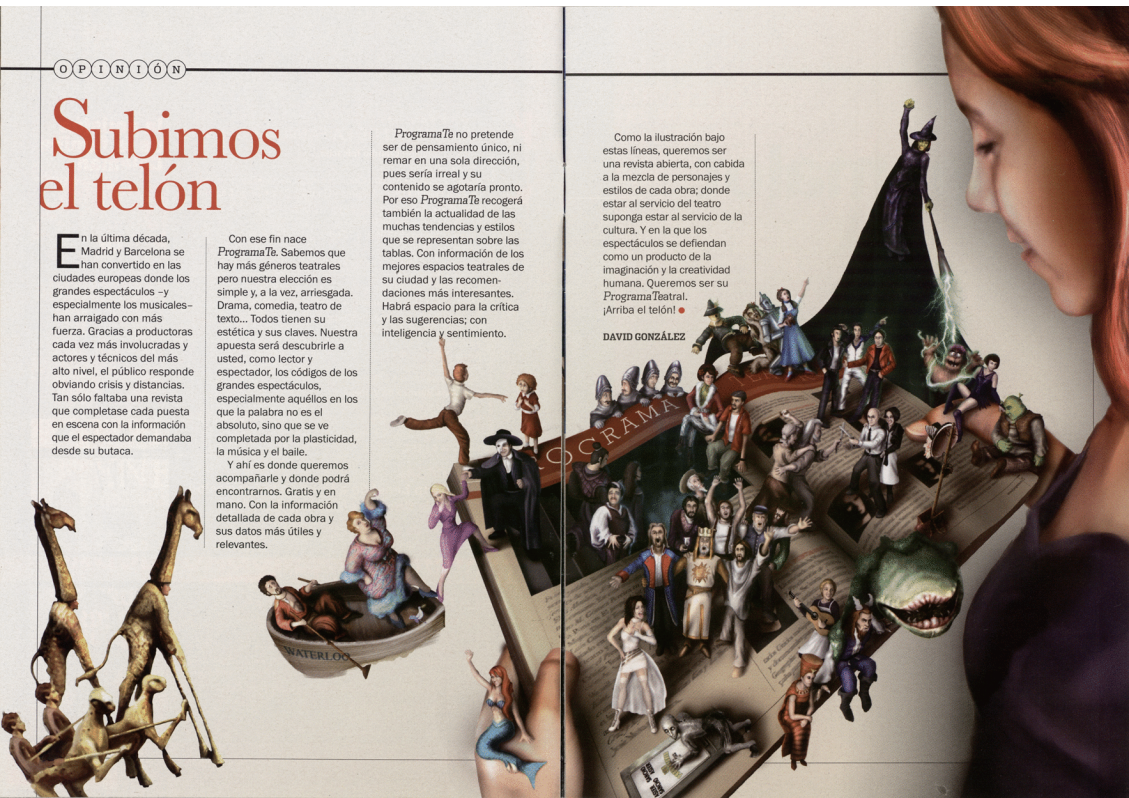 OPINIÓN
Subimos
el telón
En la última década,
Madrid y Barcelona se
han convertido en las
ciudades europeas donde los
grandes espectáculos –y
especialmente los musicales–
han arraigado con más
fuerza. Gracias a productoras
cada vez más involucradas y
actores y técnicos del más
alto nivel, el público responde
obviando crisis y distancias.
Tan sólo faltaba una revista
que completase cada puesta
en escena con la información
que el espectador demandaba
desde su butaca.
Con ese fin nace
ProgramaTe. Sabemos que
hay más géneros teatrales
pero nuestra elección es
simple y, a la vez, arriesgada.
Drama, comedia, teatro de
texto... Todos tienen su
estética y sus claves. Nuestra
apuesta será descubrirle a
usted, como lector y
espectador, los códigos de los
grandes espectáculos,
especialmente aquéllos en los
que la palabra no es el
absoluto, sino que se ve
completada por la plasticidad,
la música y el baile.
Y ahí es donde queremos
acompañarle y donde podrá
encontrarnos. Gratis y en
mano. Con la información
detallada de cada obra y
sus datos más útiles y
relevantes.
ProgramaTe no pretende
ser de pensamiento único, ni
remar en una sola dirección,
pues sería irreal y su
contenido se agotaría pronto.
Por eso ProgramaTe recogerá
también la actualidad de las
muchas tendencias y estilos
que se representan sobre las
tablas. Con información de los
mejores espacios teatrales de
su ciudad y las recomen-
daciones más interesantes.
Habrá espacio para la crítica
y las sugerencias; con
inteligencia y sentimiento.
Como la ilustración bajo
estas líneas, queremos ser
una revista abierta, con cabida
a la mezcla de personajes y
estilos de cada obra; donde
estar al servicio del teatro
suponga estar al servicio de la
cultura. Y en la que los
espectáculos se defiendan
como un producto de la
imaginación y la creatividad
humana. Queremos ser su
ProgramaTeatral.
¡Arriba el telón!
DAVID GONZÁLEZ
PROGRAMA
WATERLOO